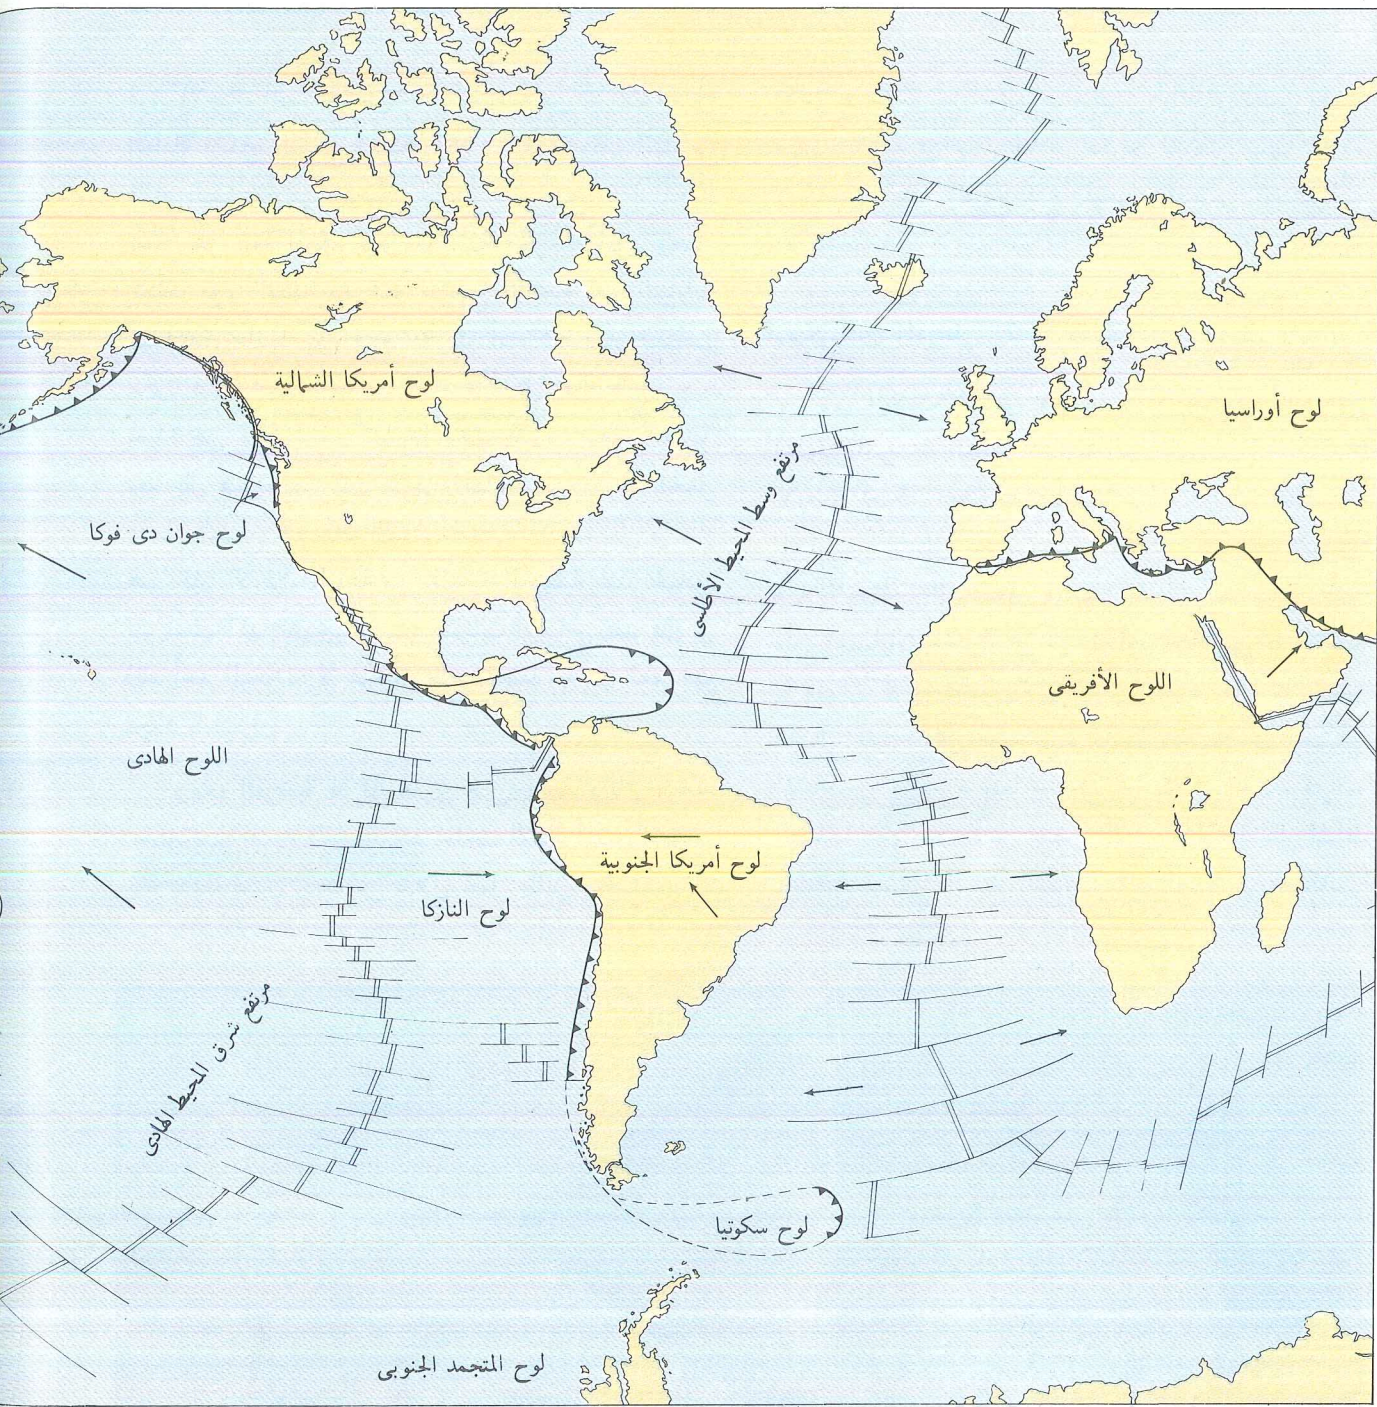 لوح أمريكا الشمالية
لوح أوراسيا
مرتفع وسط المحيط الأطلسى
لوح جوان دى فوكا
اللوح الأفريقى
اللوح الهادى
لوح أمريكا الجنوبية
لوح النازكا
مرتفع شرق المحيط الهادى
لوح سكوتيا
لوح المتجمد الجنوبى